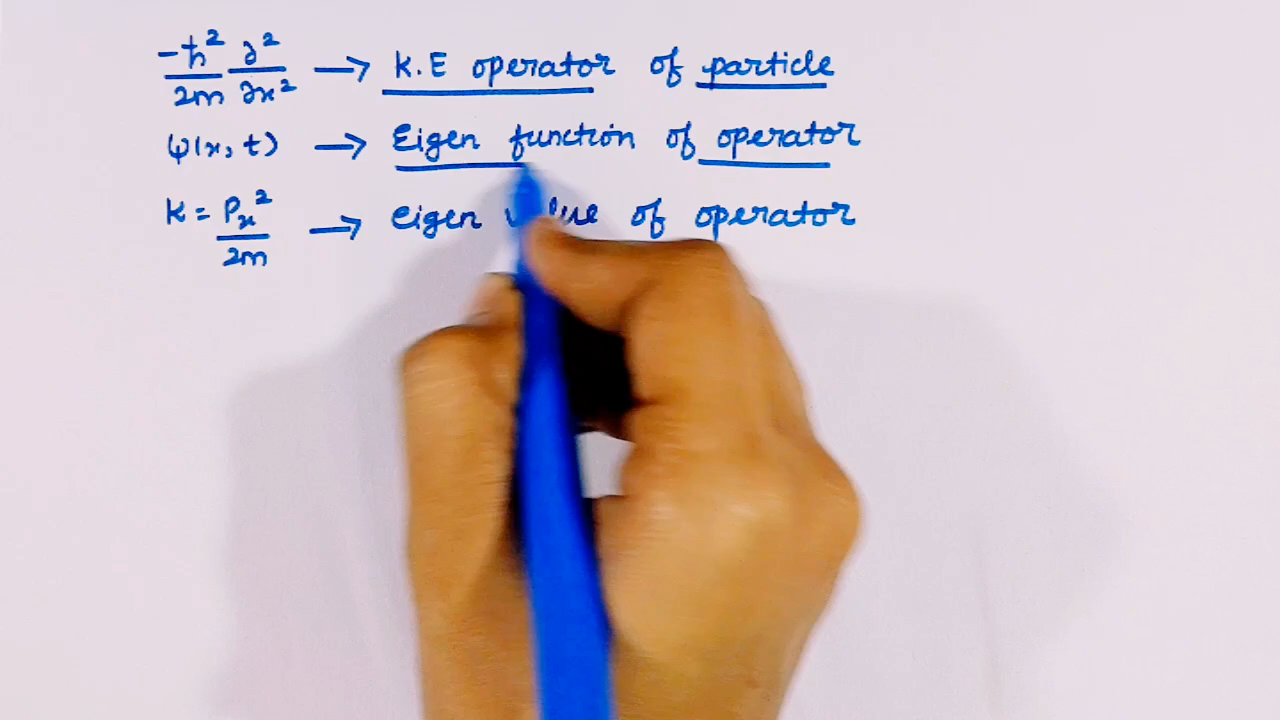 -ħ²/2m ∂²/∂x² → K.E operator of particle
ψ(x, t) → Eigen function of operator
K = Px²/2m → eigen of operator